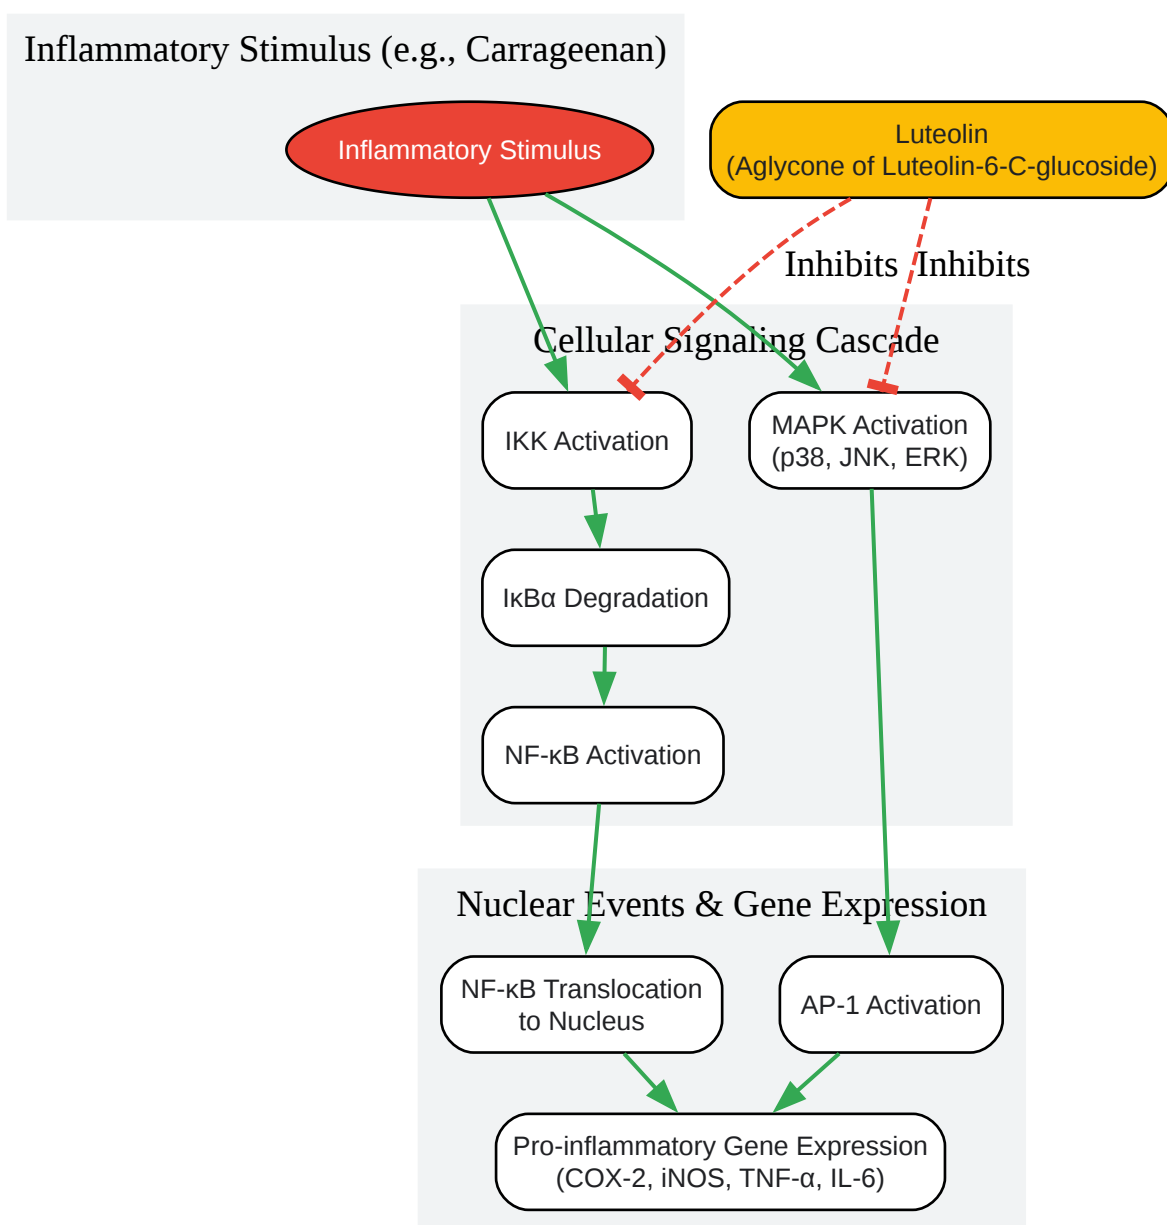 Inflammatory Stimulus (e.g., Carrageenan)
Inflammatory Stimulus
Luteolin
(Aglycone of Luteolin-6-C-glucoside)
Inhibits
Inhibits
Cellular Signaling Cascade
IKK Activation
MAPK Activation
(p38, JNK, ERK)
IκBα Degradation
NF-κB Activation
Nuclear Events & Gene Expression
NF-κB Translocation
to Nucleus
AP-1 Activation
Pro-inflammatory Gene Expression
(COX-2, iNOS, TNF-α, IL-6)